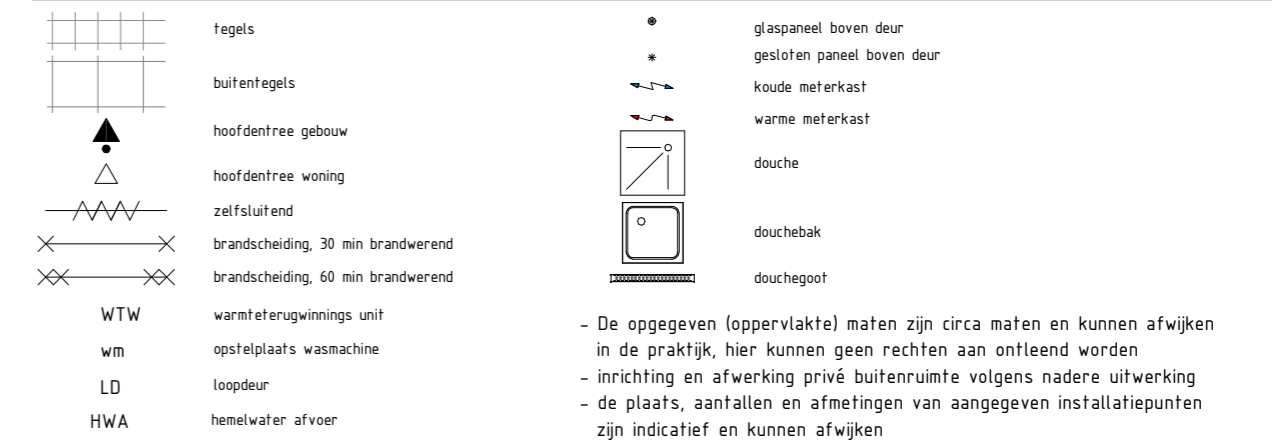 tegels
buitentegels
hoofdentree gebouw
hoofdentree woning
zelfsluitend
brandscheiding, 30 min brandwerend
brandscheiding, 60 min brandwerend
WTW warmteterugwinnings unit
wm opstelplaats wasmachine
LD loopdeur
HWA hemelwater afvoer
glaspaneel boven deur
gesloten paneel boven deur
koude meterkast
warme meterkast
douche
douchebak
douchegoot
- De opgegeven (oppervlakte) maten zijn circa maten en kunnen afwijken
in de praktijk, hier kunnen geen rechten aan ontleend worden
- inrichting en afwerking privé buitenruimte volgens nadere uitwerking
- de plaats, aantallen en afmetingen van aangegeven installatiepunten
zijn indicatief en kunnen afwijken